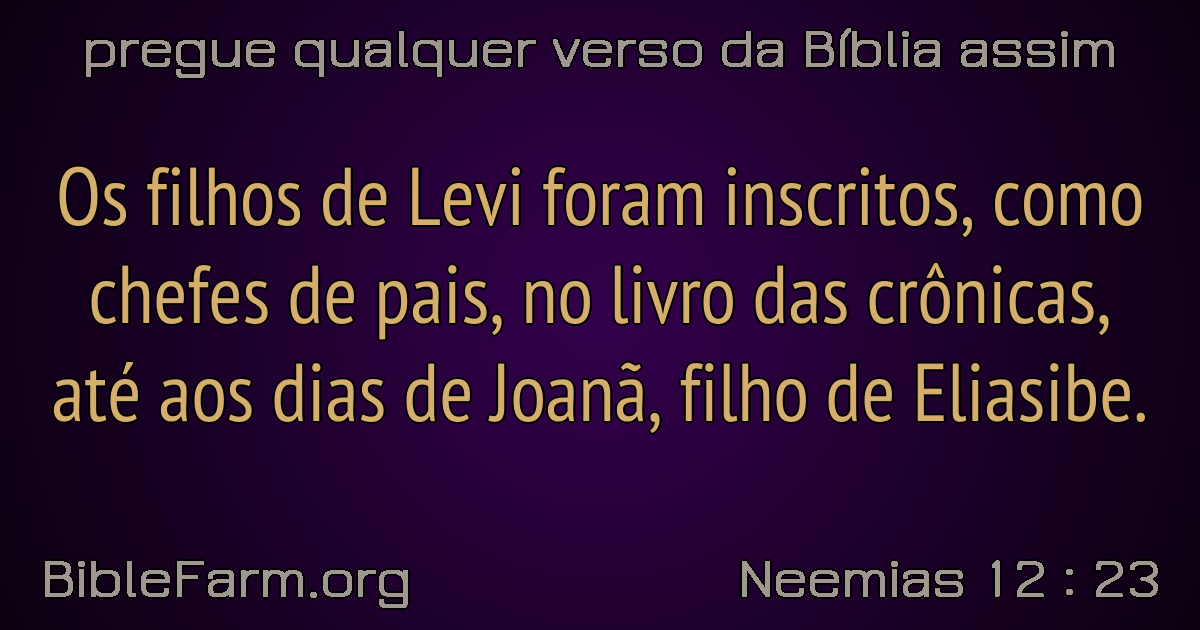 pregue qualquer verso da Bíblia assim
Os filhos de Levi foram inscritos, como
chefes de pais, no livro das crônicas,
até aos dias de Joanã, filho de Eliasibe.
BibleFarm.org
Neemias 12 : 23